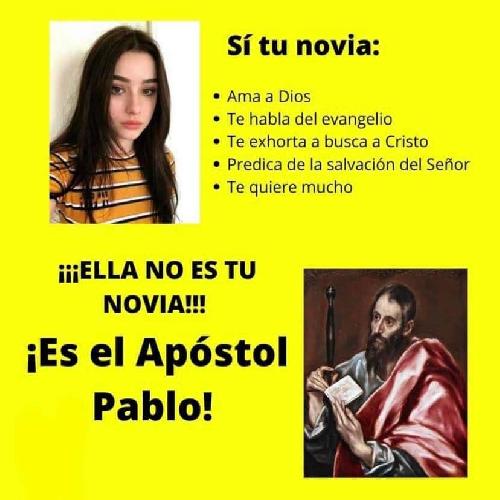 Sí tu novia:
• Ama a Dios
• Te habla del evangelio
• Te exhorta a busca a Cristo
• Predica de la salvación del Señor
• Te quiere mucho
¡¡¡ELLA NO ES TU
NOVIA!!!
¡Es el Apóstol
Pablo!